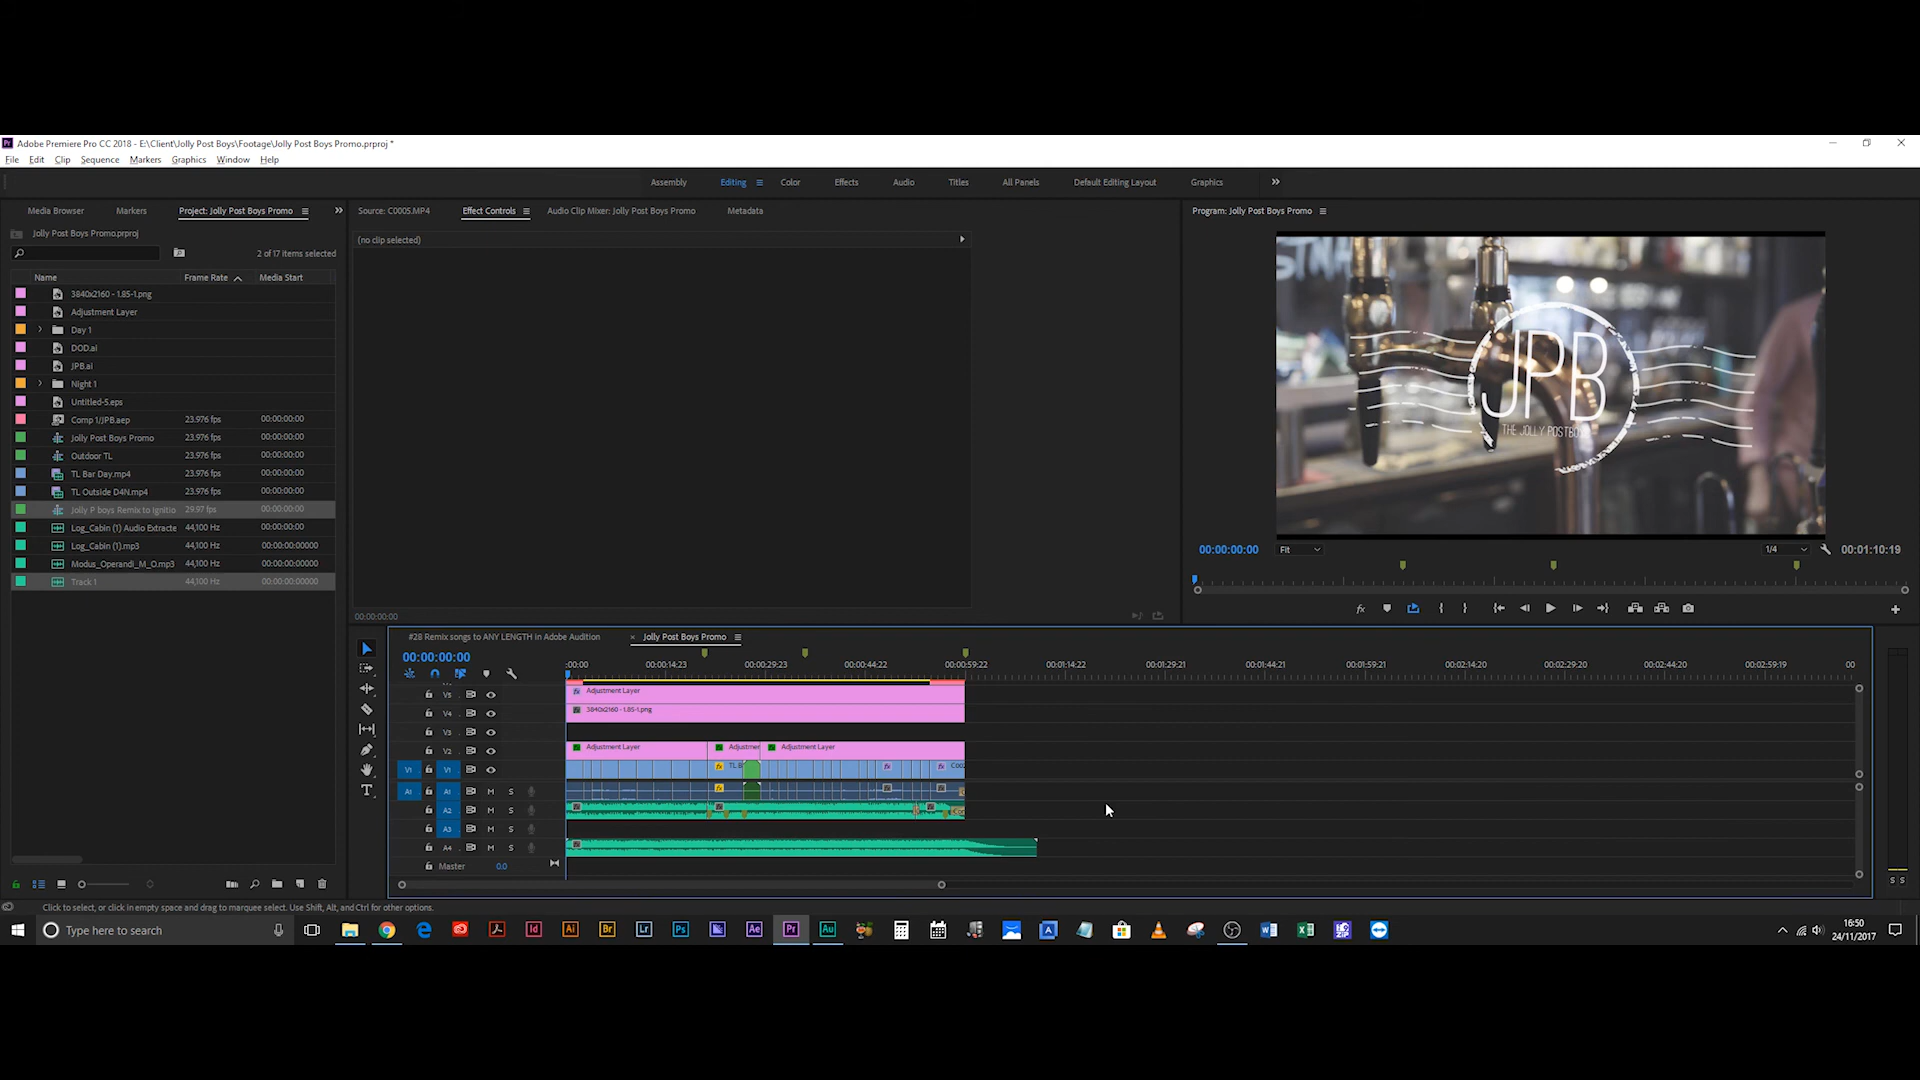 Adobe Premiere Pro CC 2018 - E:\Client\Jolly Post Boys\Footage\Jolly Post Boys Promo.prproj *
File Edit Clip Sequence Markers Graphics Window Help
Assembly Editing Color Effects Audio Titles All Panels Default Editing Layout Graphics
Media Browser Markers Project: Jolly Post Boys Promo
Source: C0005.MP4 Effect Controls Audio Clip Mixer: Jolly Post Boys Promo Metadata
Program: Jolly Post Boys Promo
Jolly Post Boys Promo.prproj
2 of 17 items selected
(no clip selected)
Name Frame Rate Media Start
3840x2160 - 1.85-1.png
Adjustment Layer
Day 1
DOD.ai
JPB.ai
Night 1
Untitled-5.eps
Comp 1/JPB.aep 23.976 fps 00:00:00:00
Jolly Post Boys Promo 23.976 fps 00:00:00:00
Outdoor TL 23.976 fps 00:00:00:00
TL Bar Day.mp4 23.976 fps 00:00:00:00
TL Outside D4N.mp4 23.976 fps 00:00:00:00
Jolly P boys Remix to Ignitio 29.97 fps 00:00:00:00
Log_Cabin (1) Audio Extracte 44,100 Hz 00:00:00:00
Log_Cabin (1).mp3 44,100 Hz 00:00:00:00000
Modus_Operandi_M_O.mp3 44,100 Hz 00:00:00:00000
Track 1 44,100 Hz 00:00:00:00000
JPB
THE JOLLY POSTBO
00:00:00:00 Fit 1/4 00:01:10:19
00:00:00:00
#28 Remix songs to ANY LENGTH in Adobe Audition × Jolly Post Boys Promo
00:00:00:00
:00:00 00:00:14:23 00:00:29:23 00:00:44:22 00:00:59:22 00:01:14:22 00:01:29:21 00:01:44:21 00:01:59:21 00:02:14:20 00:02:29:20 00:02:44:20 00:02:59:19 00
V5 Adjustment Layer
V4 3840x2160 - 1.85-1.png
V3
V2 Adjustment Layer Adjustmer Adjustment Layer
V1 V1 TL B C00
A1 A1 M S
A2 M S
A3 M S
A4 M S
Master 0.0
S S
Click to select, or click in empty space and drag to marquee select. Use Shift, Alt, and Ctrl for other options.
Type here to search
Id Ai Br Lr Ps Ae Pr Au
16:50
24/11/2017